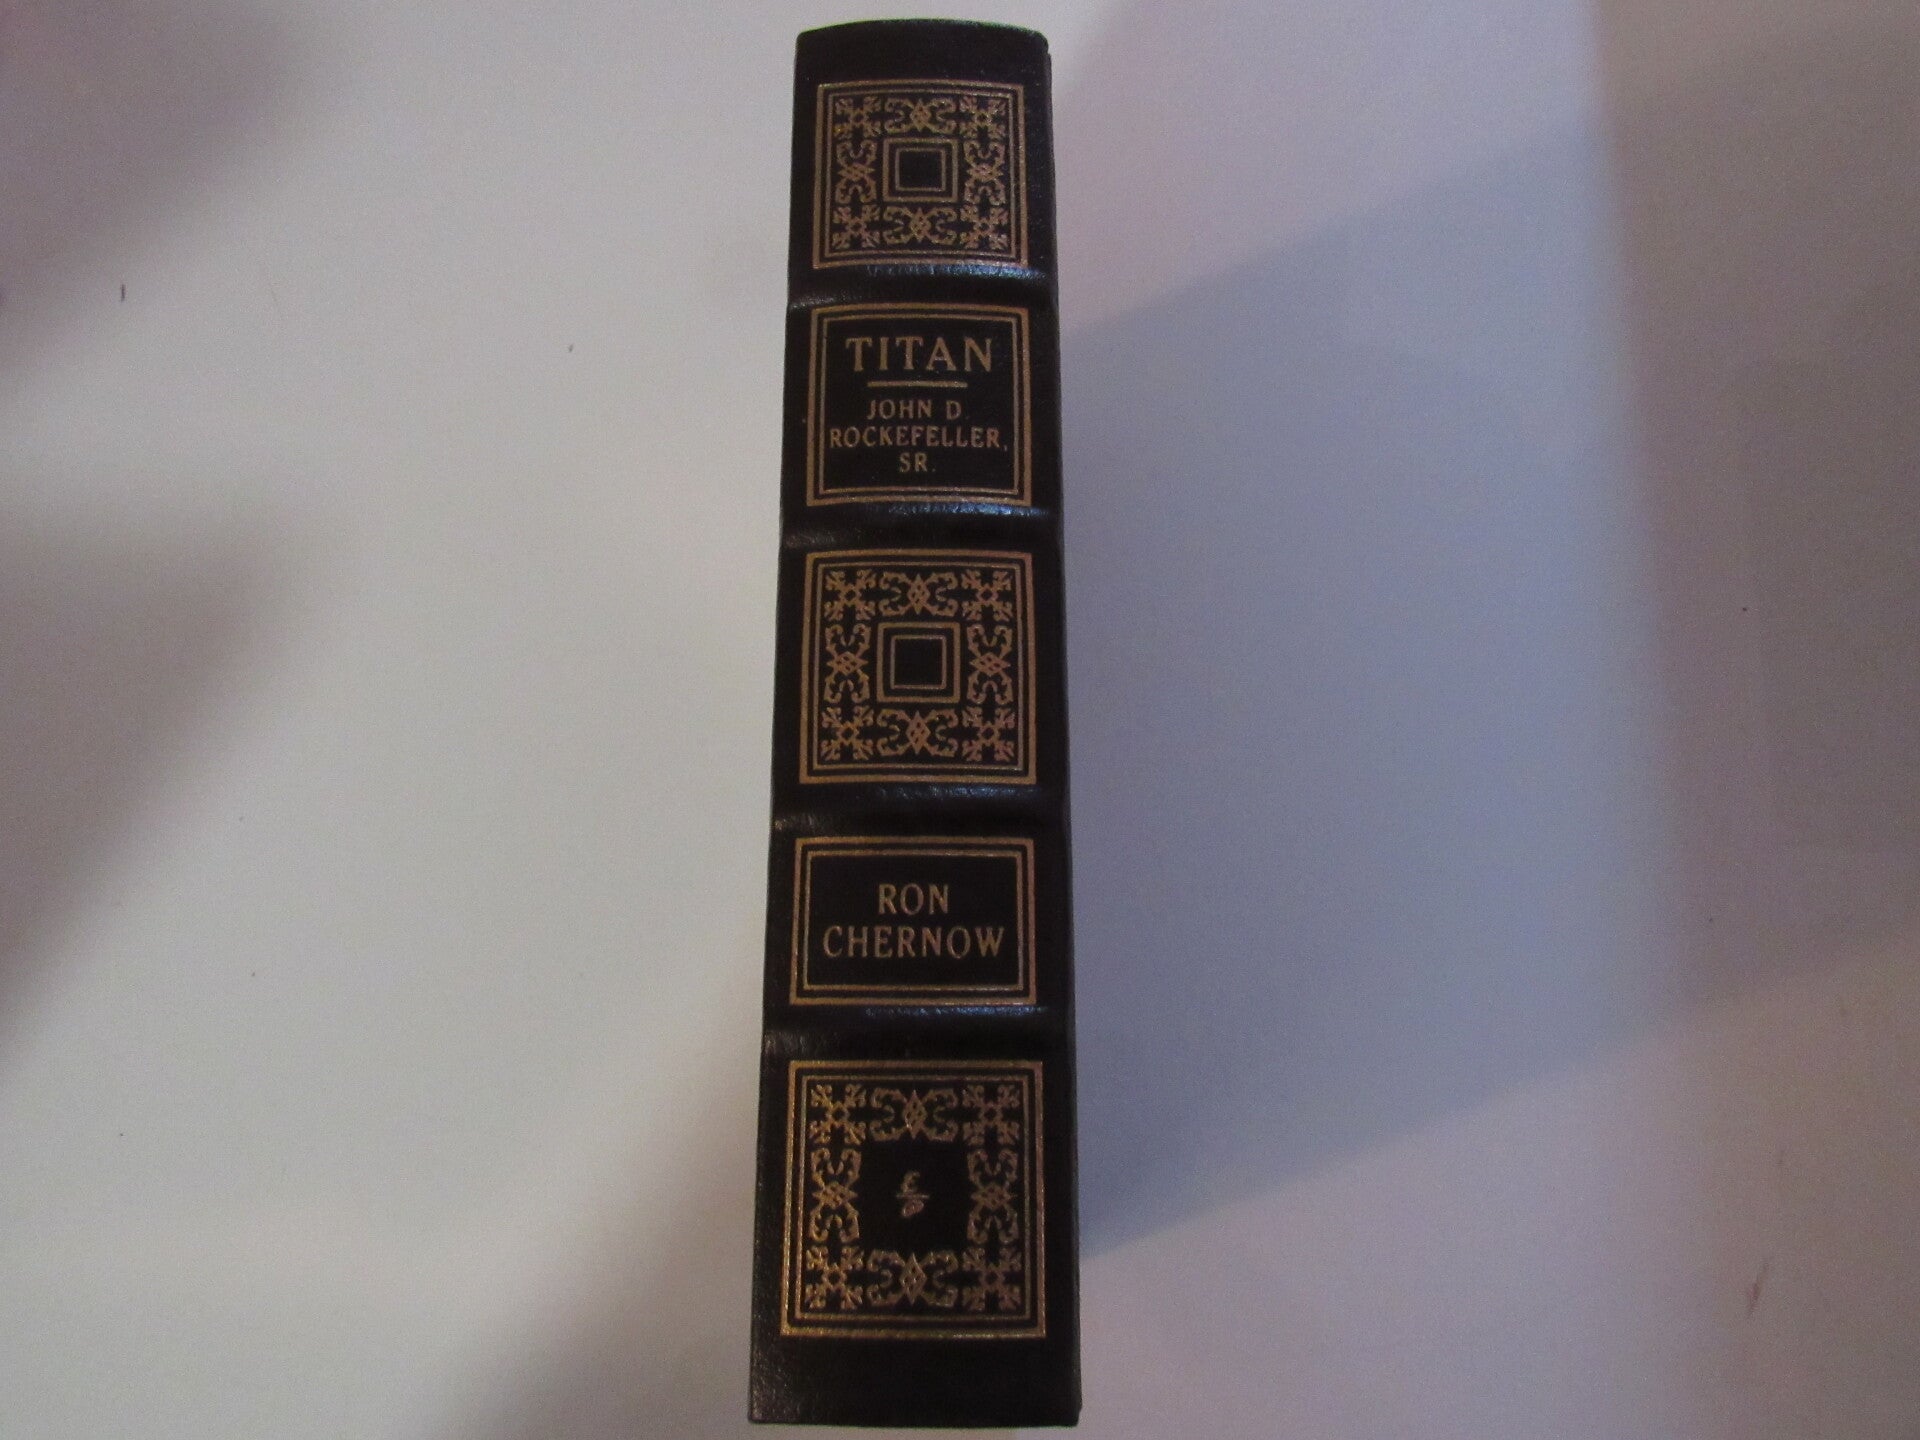 TITAN
JOHN D.
ROCKEFELLER,
SR.
RON
CHERNOW